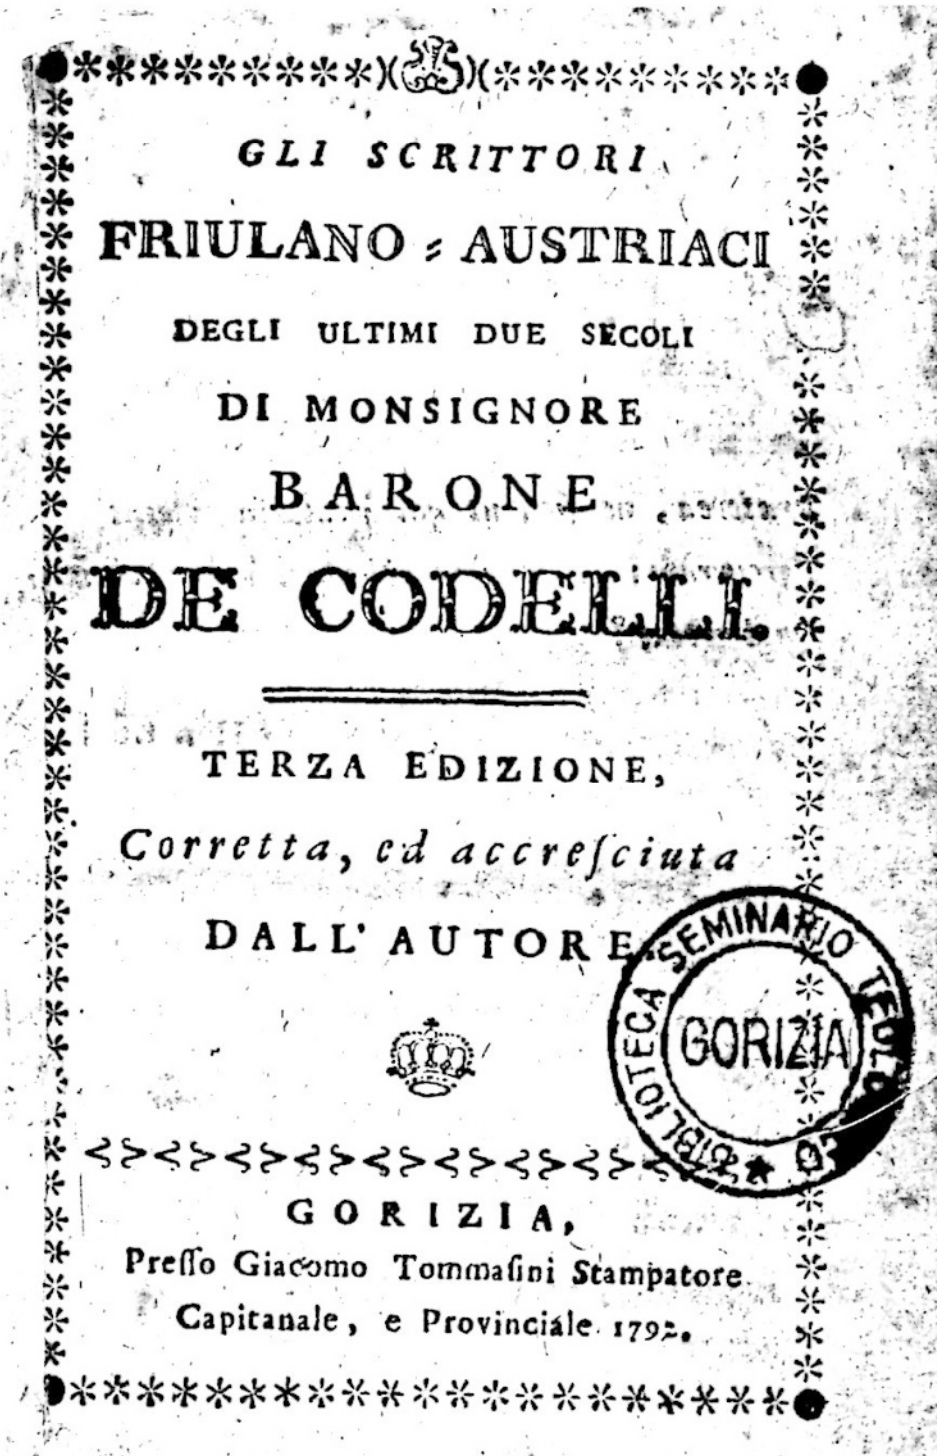 GLI SCRITTORI
FRIULANO = AUSTRIACI
DEGLI ULTIMI DUE SECOLI
DI MONSIGNORE
BARONE
DE CODELLI.
TERZA EDIZIONE,
Corretta, ed accreſciuta
DALL' AUTORE.
BIBLIOTECA SEMINARIO
GORIZIA
GORIZIA,
Preſſo Giacomo Tommaſini Stampatore
Capitanale, e Provinciale 1792.